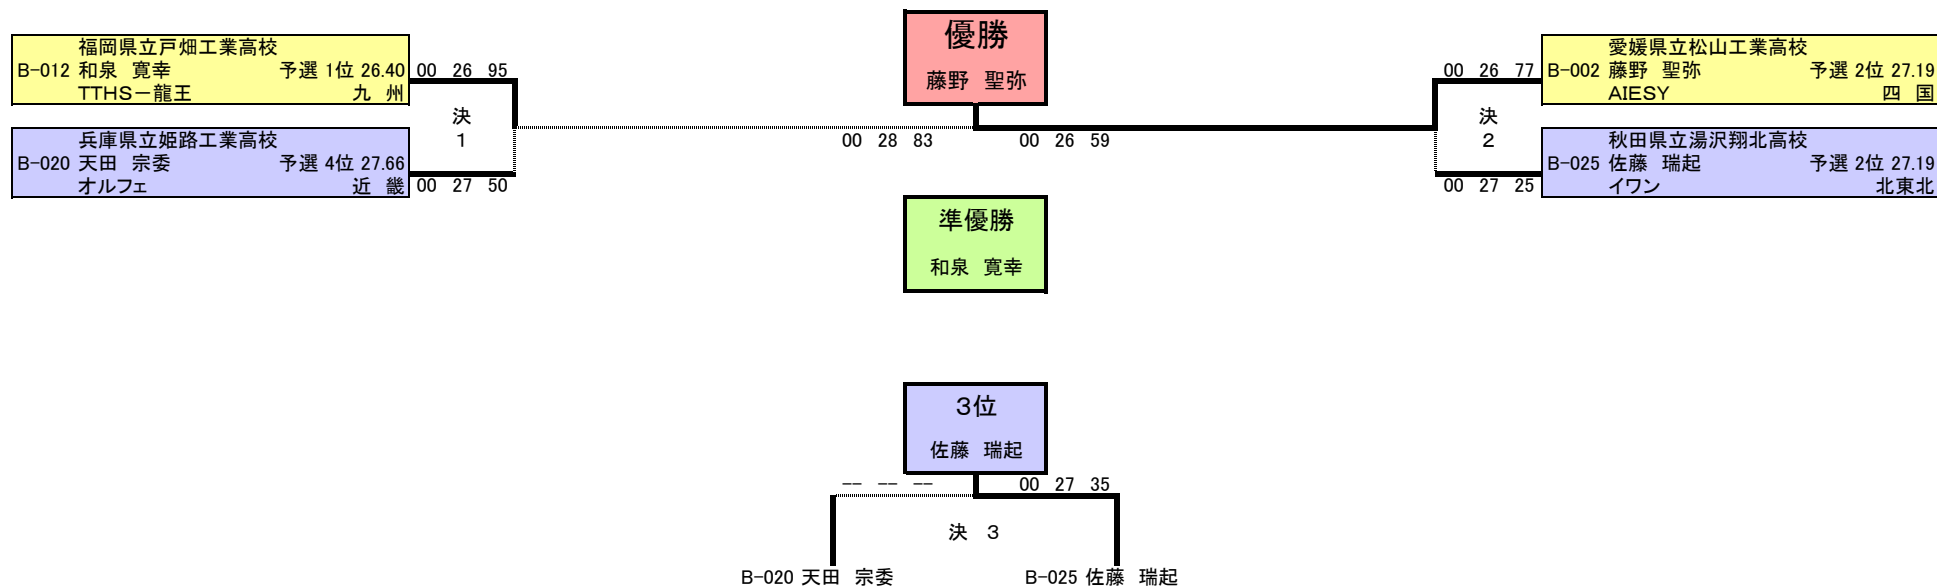 優勝
藤野 聖弥
福岡県立戸畑工業高校
B-012 和泉 寛幸 予選 1位 26.40
TTHS－龍王 九 州
00 26 95
兵庫県立姫路工業高校
B-020 天田 宗委 予選 4位 27.66
オルフェ 近 畿
00 27 50
決
1
00 28 83
00 26 59
00 26 77
愛媛県立松山工業高校
B-002 藤野 聖弥 予選 2位 27.19
AIESY 四 国
決
2
秋田県立湯沢翔北高校
B-025 佐藤 瑞起 予選 2位 27.19
イワン 北東北
00 27 25
準優勝
和泉 寛幸
３位
佐藤 瑞起
-- -- --
00 27 35
決 3
B-020 天田 宗委
B-025 佐藤 瑞起